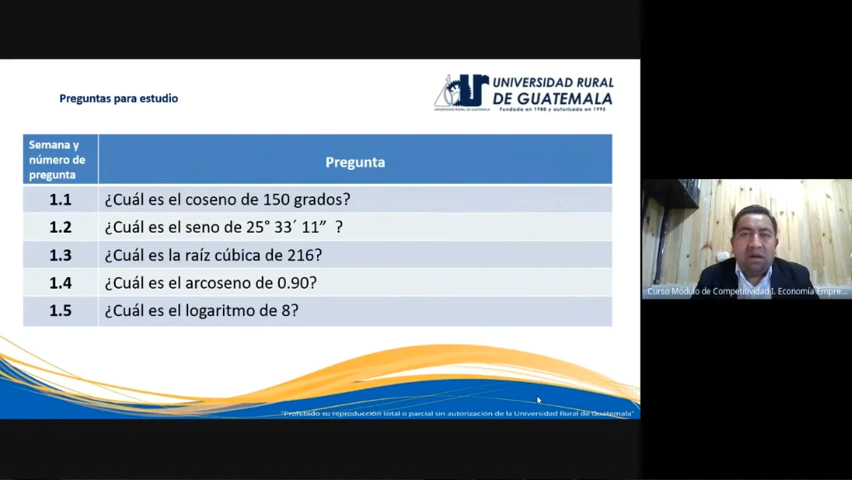 Preguntas para estudio
UNIVERSIDAD RURAL
DE GUATEMALA
Fundada en 1988 y autorizada en 1995
Semana y
número de
pregunta
Pregunta
1.1 ¿Cuál es el coseno de 150 grados?
1.2 ¿Cuál es el seno de 25° 33´ 11” ?
1.3 ¿Cuál es la raíz cúbica de 216?
1.4 ¿Cuál es el arcoseno de 0.90?
1.5 ¿Cuál es el logaritmo de 8?
Curso Módulo de Competitividad I. Economía Empre...
"Prohibido su reproducción total o parcial sin autorización de la Universidad Rural de Guatemala"